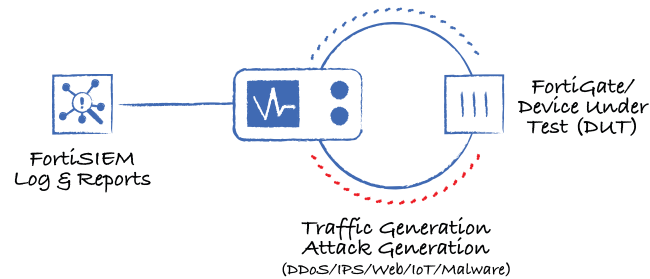 FortiSIEM
Log & Reports
FortiGate/
Device Under
Test (DUT)
Traffic Generation
Attack Generation
(DDoS/IPS/Web/IoT/Malware)